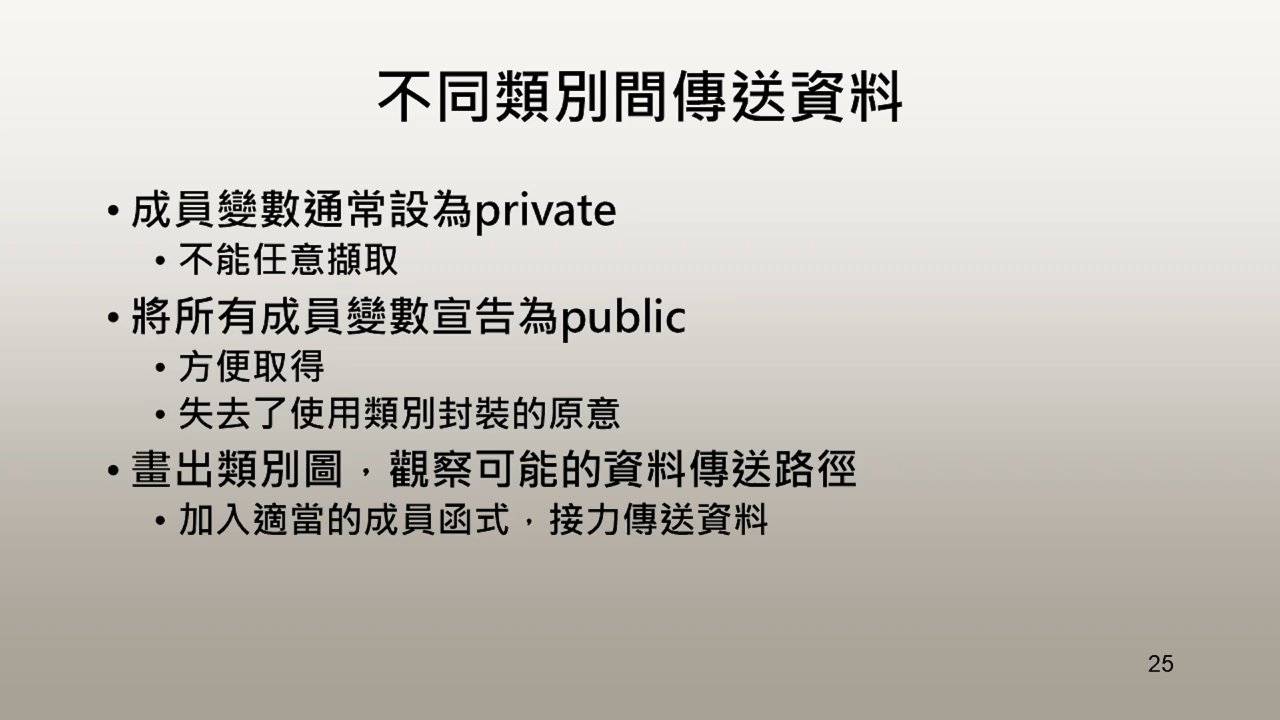 不同類別間傳送資料
• 成員變數通常設為private
• 不能任意擷取
• 將所有成員變數宣告為public
• 方便取得
• 失去了使用類別封裝的原意
• 畫出類別圖，觀察可能的資料傳送路徑
• 加入適當的成員函式，接力傳送資料
25